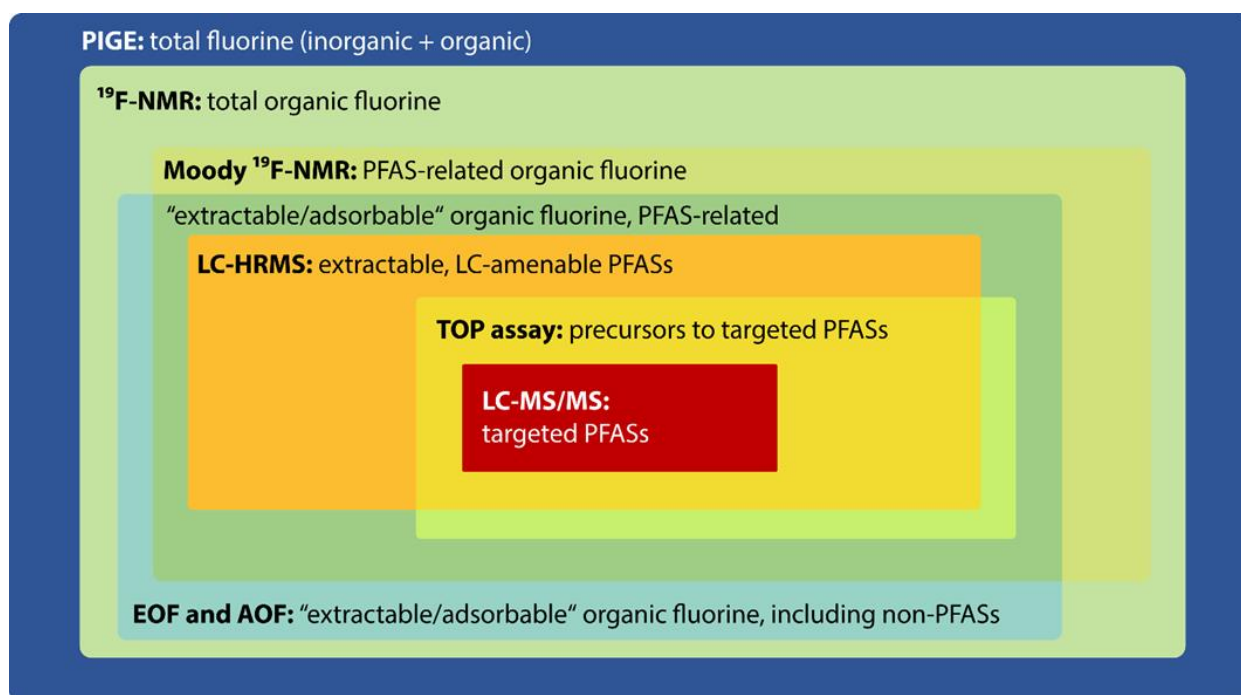 PIGE: total fluorine (inorganic + organic)
¹⁹F-NMR: total organic fluorine
Moody ¹⁹F-NMR: PFAS-related organic fluorine
“extractable/adsorbable“ organic fluorine, PFAS-related
LC-HRMS: extractable, LC-amenable PFASs
TOP assay: precursors to targeted PFASs
LC-MS/MS:
targeted PFASs
EOF and AOF: “extractable/adsorbable“ organic fluorine, including non-PFASs